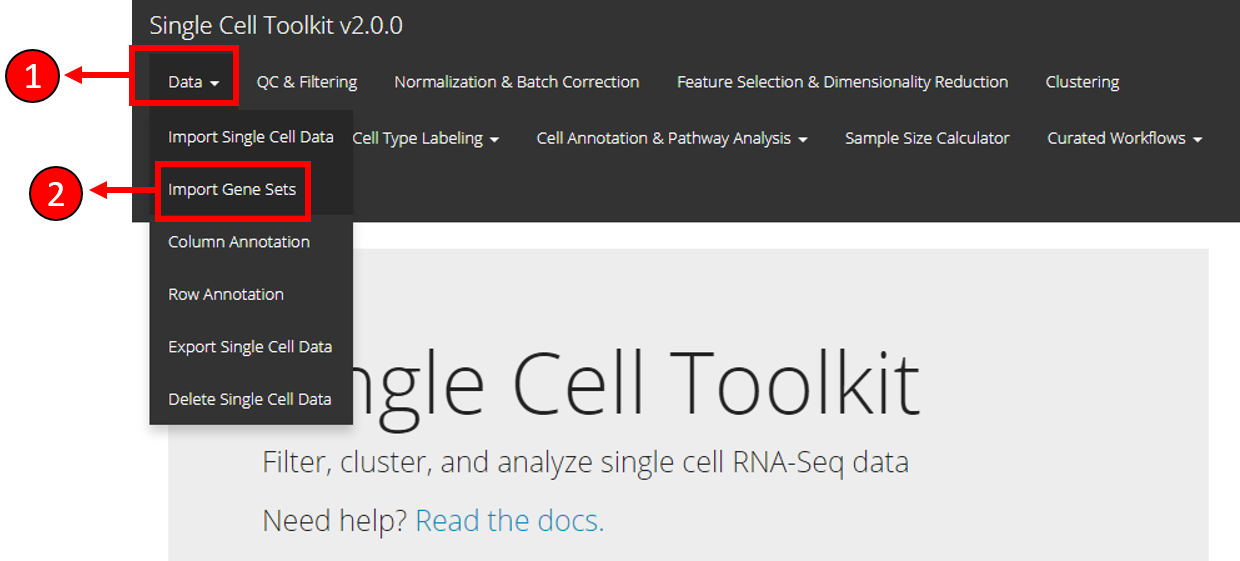 Single Cell Toolkit v2.0.0
1
Data QC & Filtering Normalization & Batch Correction Feature Selection & Dimensionality Reduction Clustering
Import Single Cell Data Cell Type Labeling Cell Annotation & Pathway Analysis Sample Size Calculator Curated Workflows
2
Import Gene Sets
Column Annotation
Row Annotation
Export Single Cell Data
Delete Single Cell Data
ngle Cell Toolkit
Filter, cluster, and analyze single cell RNA-Seq data
Need help? Read the docs.